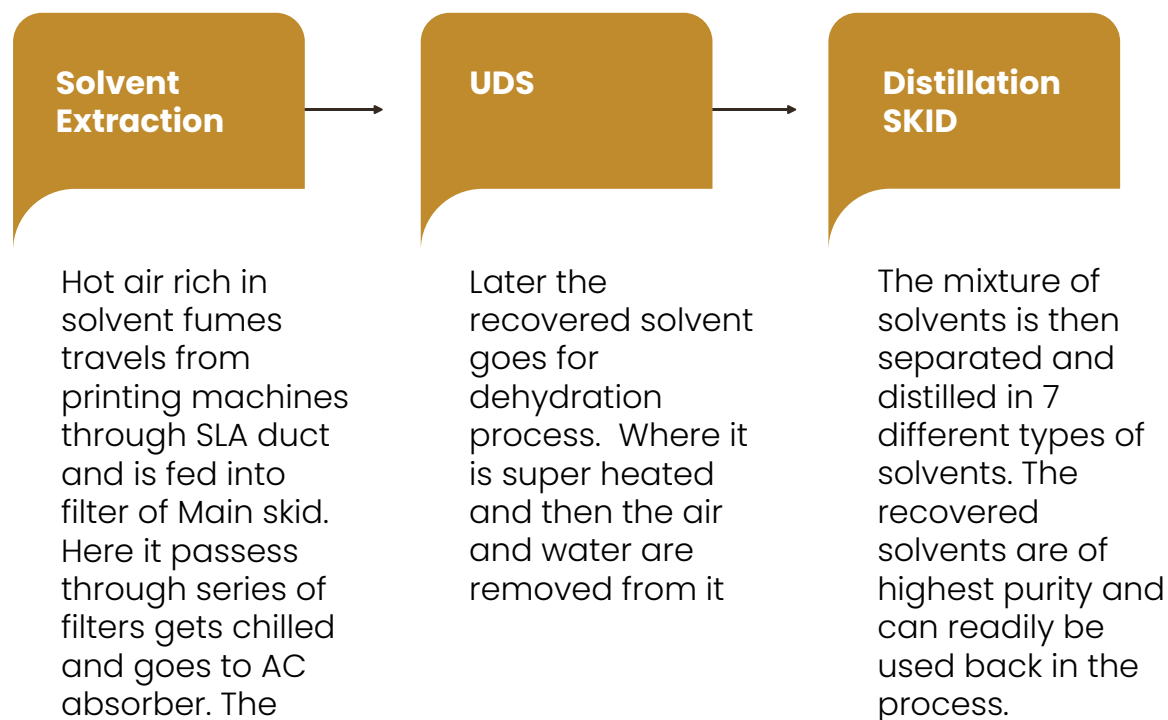 Solvent
Extraction
Hot air rich in
solvent fumes
travels from
printing machines
through SLA duct
and is fed into
filter of Main skid.
Here it passess
through series of
filters gets chilled
and goes to AC
absorber. The
UDS
Later the
recovered solvent
goes for
dehydration
process.  Where it
is super heated
and then the air
and water are
removed from it
Distillation
SKID
The mixture of
solvents is then
separated and
distilled in 7
different types of
solvents. The
recovered
solvents are of
highest purity and
can readily be
used back in the
process.